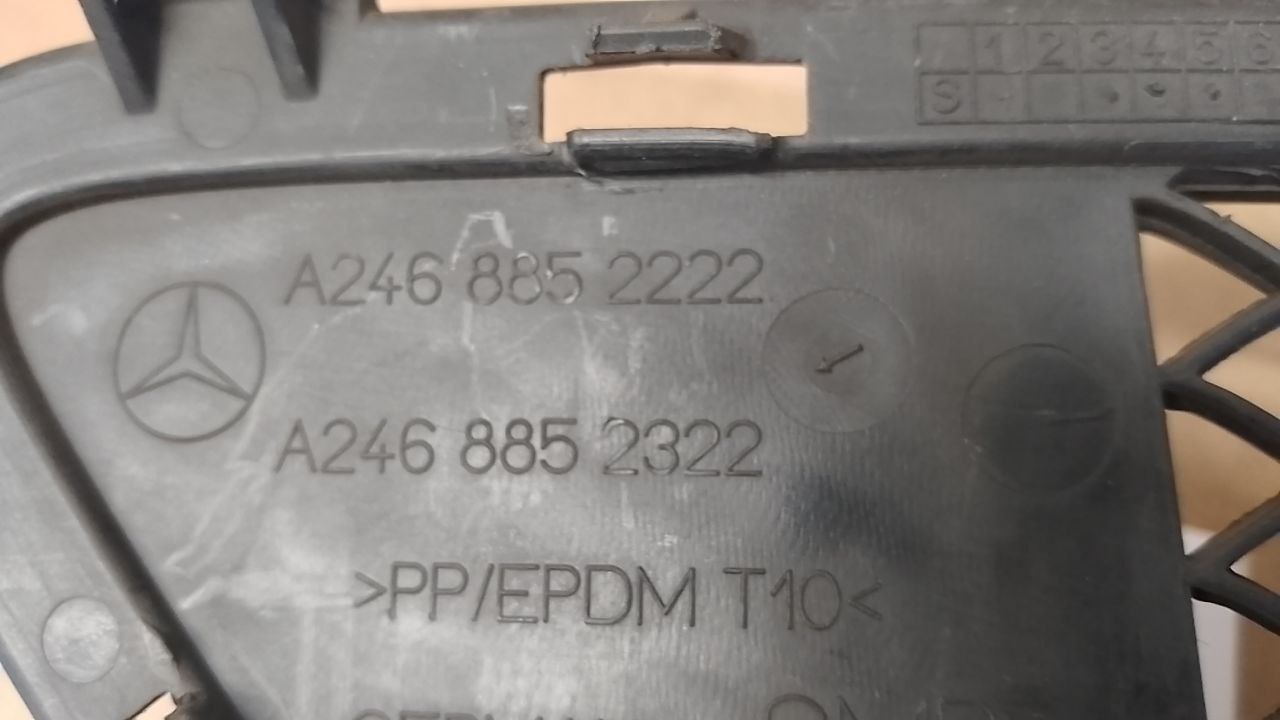 1 2 3 4 5 6
S
A246 885 2222
A246 885 2322
>PP/EPDM T10<